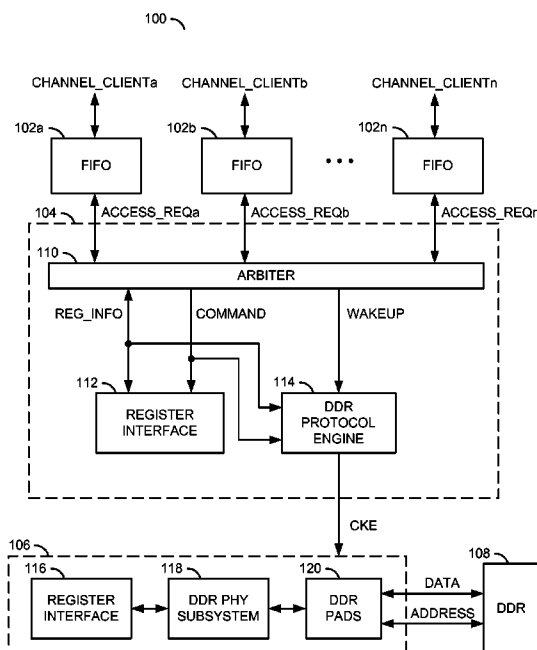 100
CHANNEL_CLIENTa CHANNEL_CLIENTb CHANNEL_CLIENTn
102a 102b 102n
FIFO FIFO FIFO
104 ACCESS_REQa ACCESS_REQb ACCESS_REQn
110
ARBITER
REG_INFO COMMAND WAKEUP
112 114
REGISTER INTERFACE
DDR PROTOCOL ENGINE
CKE
106 108
116 118 120
REGISTER INTERFACE
DDR PHY SUBSYSTEM
DDR PADS
DATA
ADDRESS
DDR